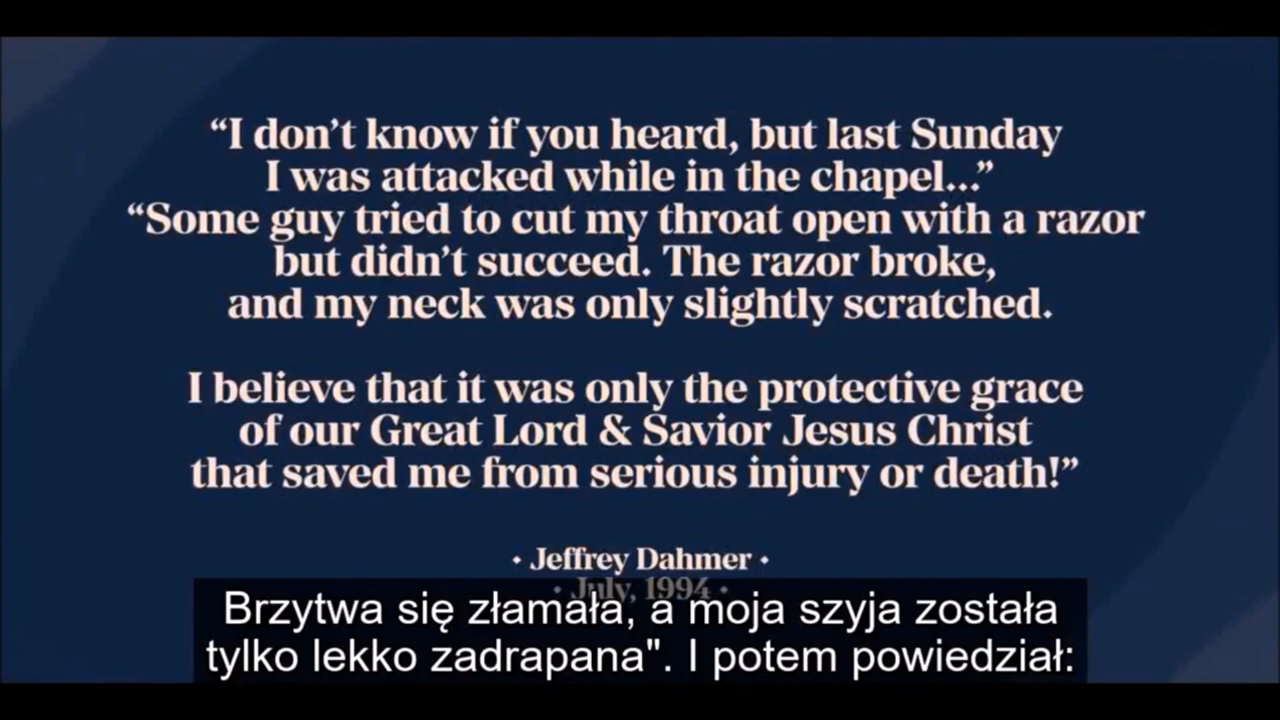 “I don’t know if you heard, but last Sunday
I was attacked while in the chapel...”
“Some guy tried to cut my throat open with a razor
but didn’t succeed. The razor broke,
and my neck was only slightly scratched.
I believe that it was only the protective grace
of our Great Lord & Savior Jesus Christ
that saved me from serious injury or death!”
• Jeffrey Dahmer •
• July, 1994 •
Brzytwa się złamała, a moja szyja została
tylko lekko zadrapana". I potem powiedział: